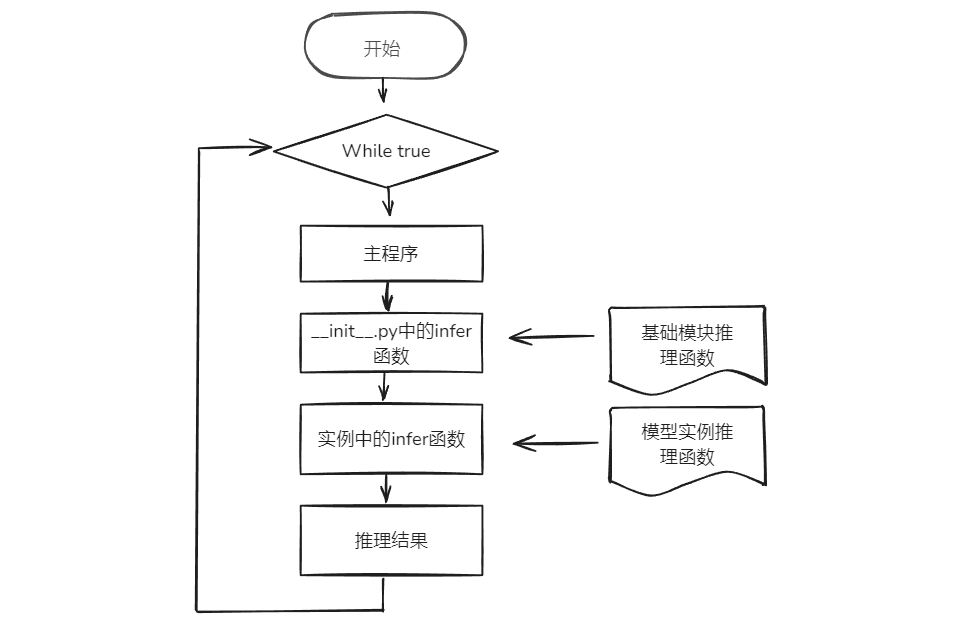 开始
While true
主程序
__init__.py中的infer
函数
基础模块推
理函数
实例中的infer函数
模型实例推
理函数
推理结果